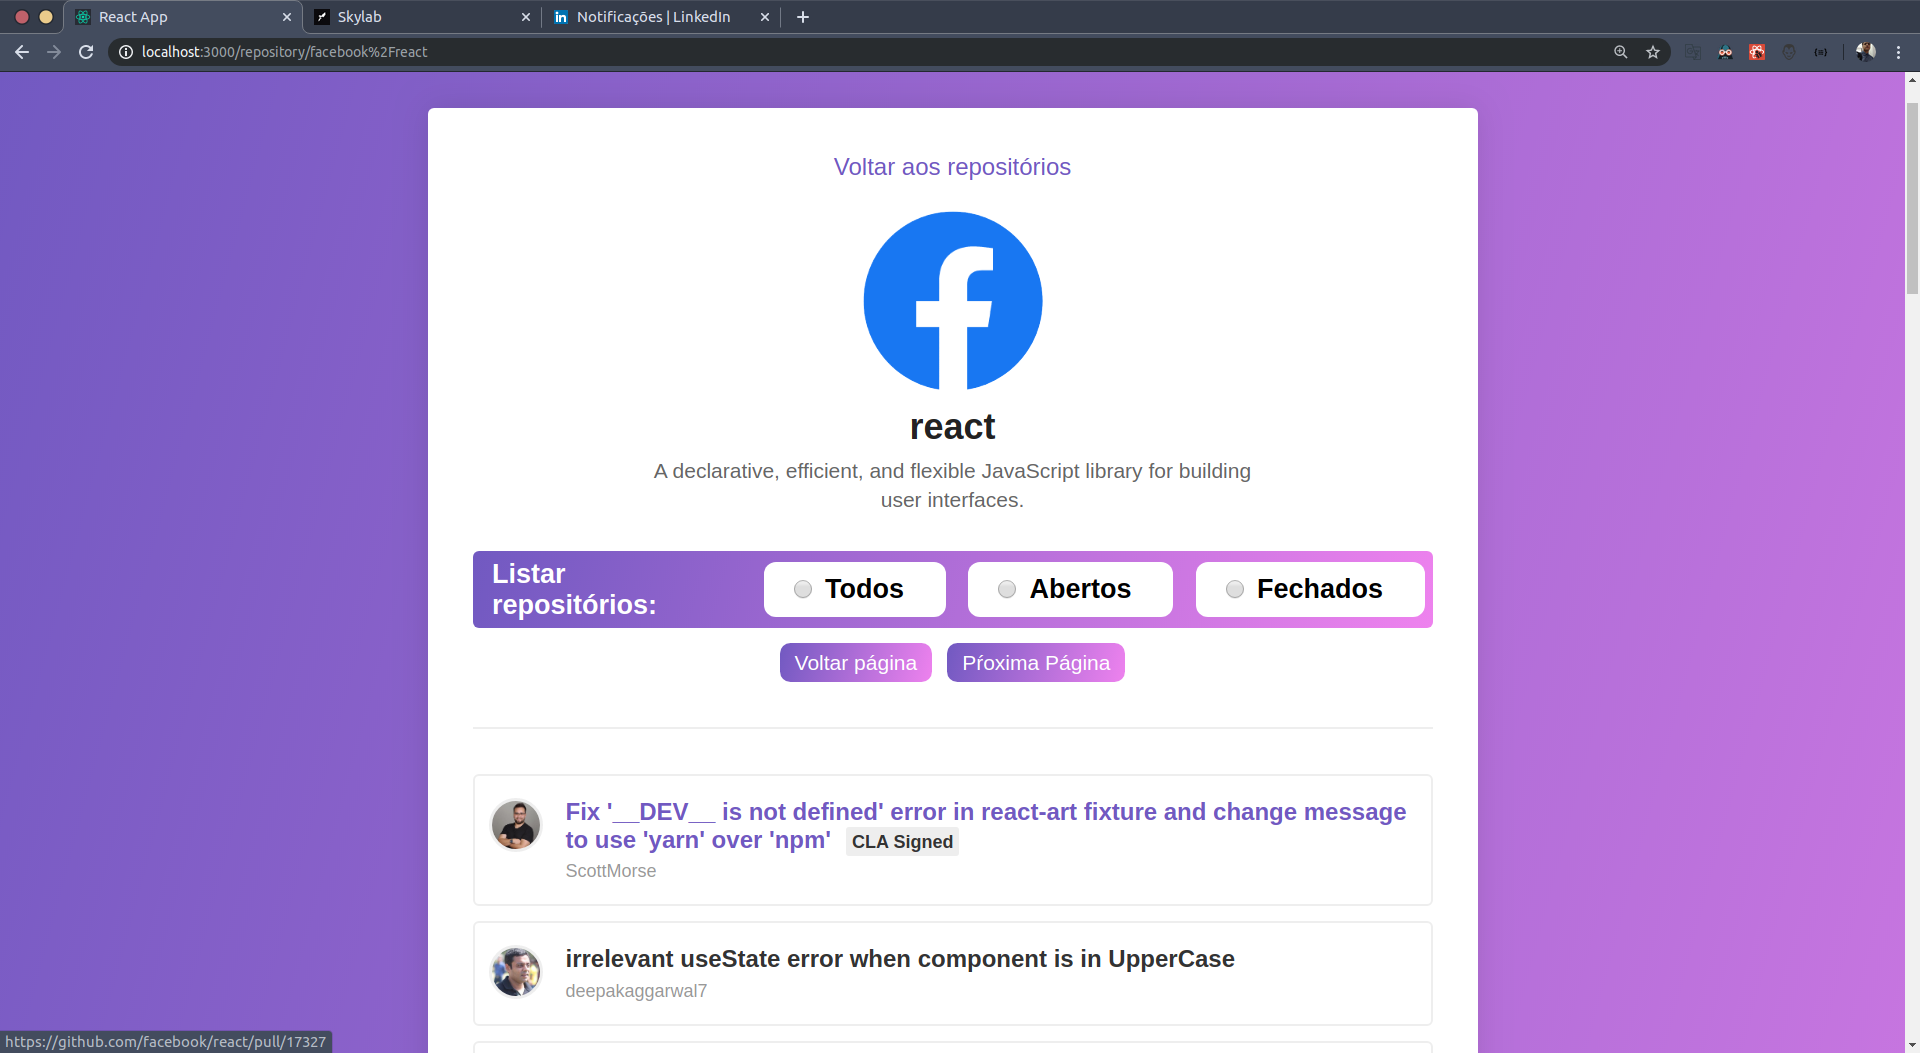 React App
Skylab
Notificações | LinkedIn
localhost:3000/repository/facebook%2Freact
Voltar aos repositórios
react
A declarative, efficient, and flexible JavaScript library for building
user interfaces.
Listar
repositórios:
Todos
Abertos
Fechados
Voltar página
Pŕoxima Página
Fix '__DEV__ is not defined' error in react-art fixture and change message
to use 'yarn' over 'npm' CLA Signed
ScottMorse
irrelevant useState error when component is in UpperCase
deepakaggarwal7
https://github.com/facebook/react/pull/17327